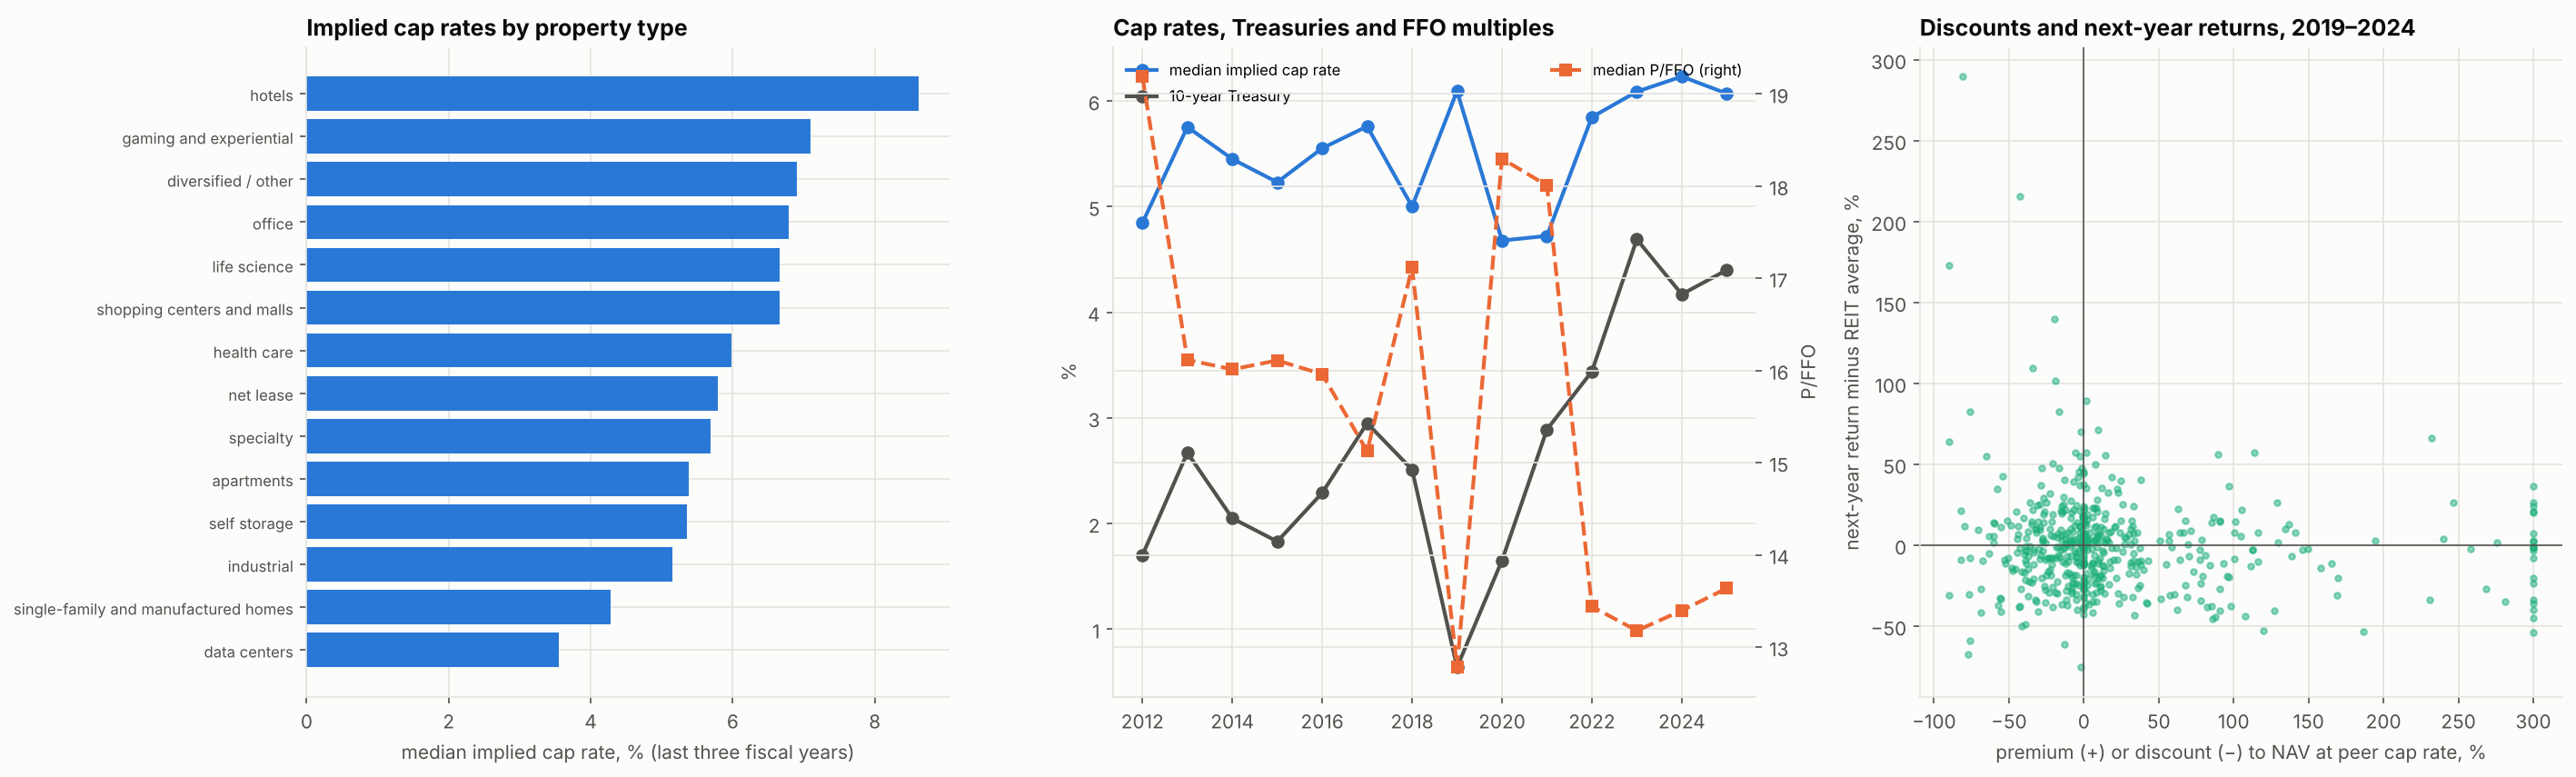 Implied cap rates by property type
hotels
gaming and experiential
diversified / other
office
life science
shopping centers and malls
health care
net lease
specialty
apartments
self storage
industrial
single-family and manufactured homes
data centers
0 2 4 6 8
median implied cap rate, % (last three fiscal years)
Cap rates, Treasuries and FFO multiples
median implied cap rate
10-year Treasury
median P/FFO (right)
%
6
5
4
3
2
1
19
18
17
16
15
14
13
P/FFO
2012 2014 2016 2018 2020 2022 2024
Discounts and next-year returns, 2019–2024
next-year return minus REIT average, %
300
250
200
150
100
50
0
−50
−100 −50 0 50 100 150 200 250 300
premium (+) or discount (−) to NAV at peer cap rate, %